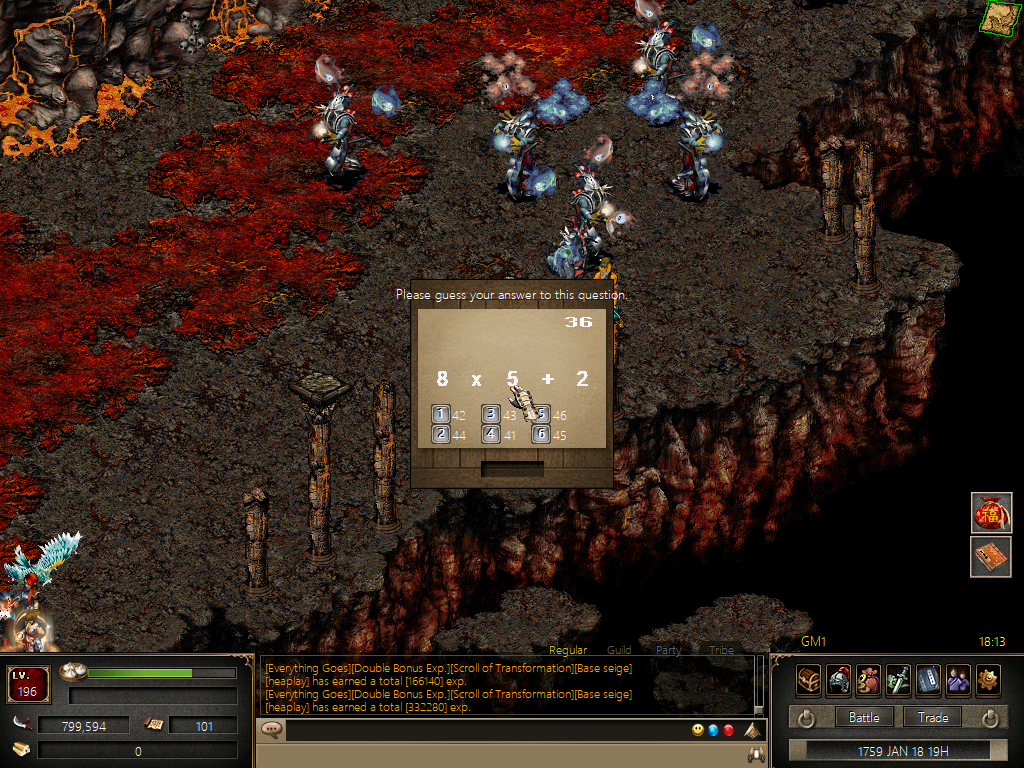 Please guess your answer to this question.
36
8 x 5 + 2
1 42 3 43 5 46
2 44 4 41 6 45
福
GM1
18:13
Regular Guild Party Tribe
[Everything Goes][Double Bonus Exp.][Scroll of Transformation][Base seige]
[heaplay] has earned a total [166140] exp.
[Everything Goes][Double Bonus Exp.][Scroll of Transformation][Base seige]
[heaplay] has earned a total [332280] exp.
LV.
196
799,594
101
0
Battle
Trade
1759 JAN 18 19H